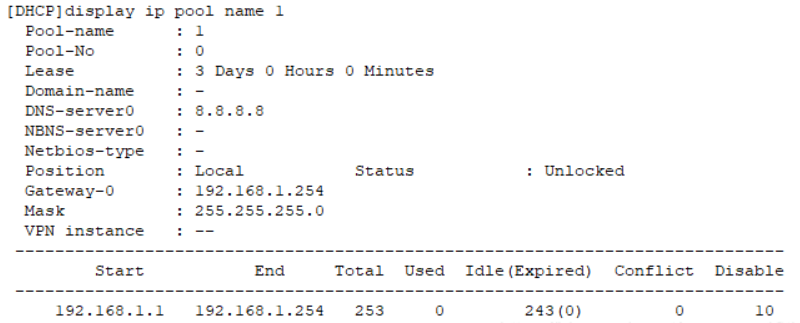 [DHCP]display ip pool name 1
Pool-name : 1
Pool-No : 0
Lease : 3 Days 0 Hours 0 Minutes
Domain-name : -
DNS-server0 : 8.8.8.8
NBNS-server0 : -
Netbios-type : -
Position : Local Status : Unlocked
Gateway-0 : 192.168.1.254
Mask : 255.255.255.0
VPN instance : --
--------------------------------------------------------------------------------
Start End Total Used Idle(Expired) Conflict Disable
--------------------------------------------------------------------------------
192.168.1.1 192.168.1.254 253 0 243(0) 0 10